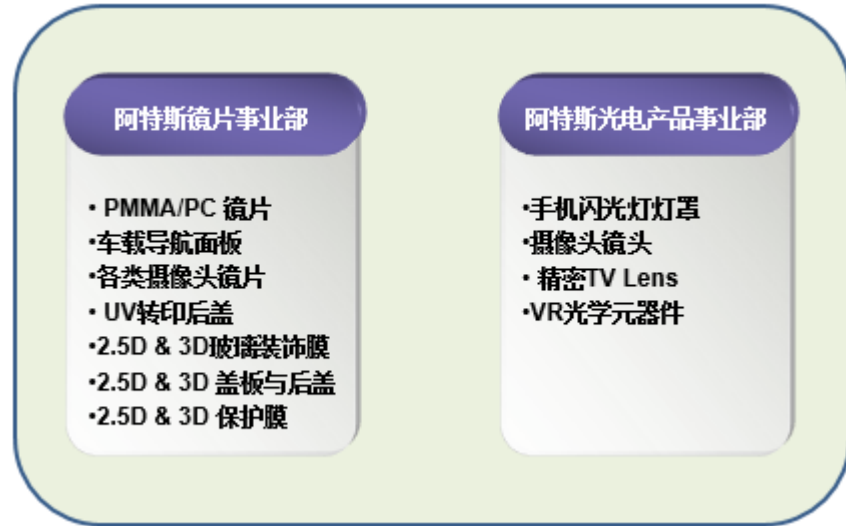 阿特斯镜片事业部
• PMMA/PC 镜片
•车载导航面板
•各类摄像头镜片
• UV转印后盖
•2.5D & 3D玻璃装饰膜
•2.5D & 3D 盖板与后盖
•2.5D & 3D 保护膜
阿特斯光电产品事业部
•手机闪光灯灯罩
•摄像头镜头
• 精密TV Lens
•VR光学元器件